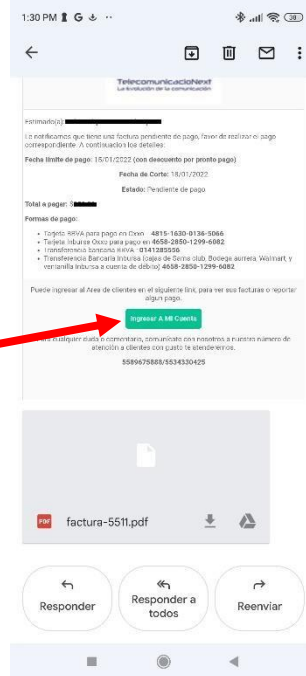 1:30 PM
38
TelecomunicacioNext
La evolución de la comunicación
Estimado(a):
Le notificamos que tiene una factura pendiente de pago, favor de realizar el pago
correspondiente. A continuación los detalles:
Fecha límite de pago: 15/01/2022 (con descuento por pronto pago)
Fecha de Corte: 18/01/2022
Estado: Pendiente de pago
Total a pagar: $
Formas de pago:
• Tarjeta BBVA para pago en Oxxo 4815-1630-0136-5066
• Tarjeta Inbursa Oxxo para pago en 4658-2850-1299-6082
• Transferencia bancaria BBVA 0141285556
• Transferencia Bancaria Inbursa (cajas de Sams club, Bodega aurrera, Walmart, y
ventanilla Inbursa a cuenta de débito) 4658-2850-1299-6082
Puede ingresar al Area de clientes en el siguiente link, para ver sus facturas o reportar
algun pago.
Ingresar A Mi Cuenta
cualquier duda o comentario, comunícate con nosotros a nuestro número de
atención a clientes con gusto te atenderemos.
5589675888/5534330425
PDF
factura-5511.pdf
Responder
Responder a
todos
Reenviar